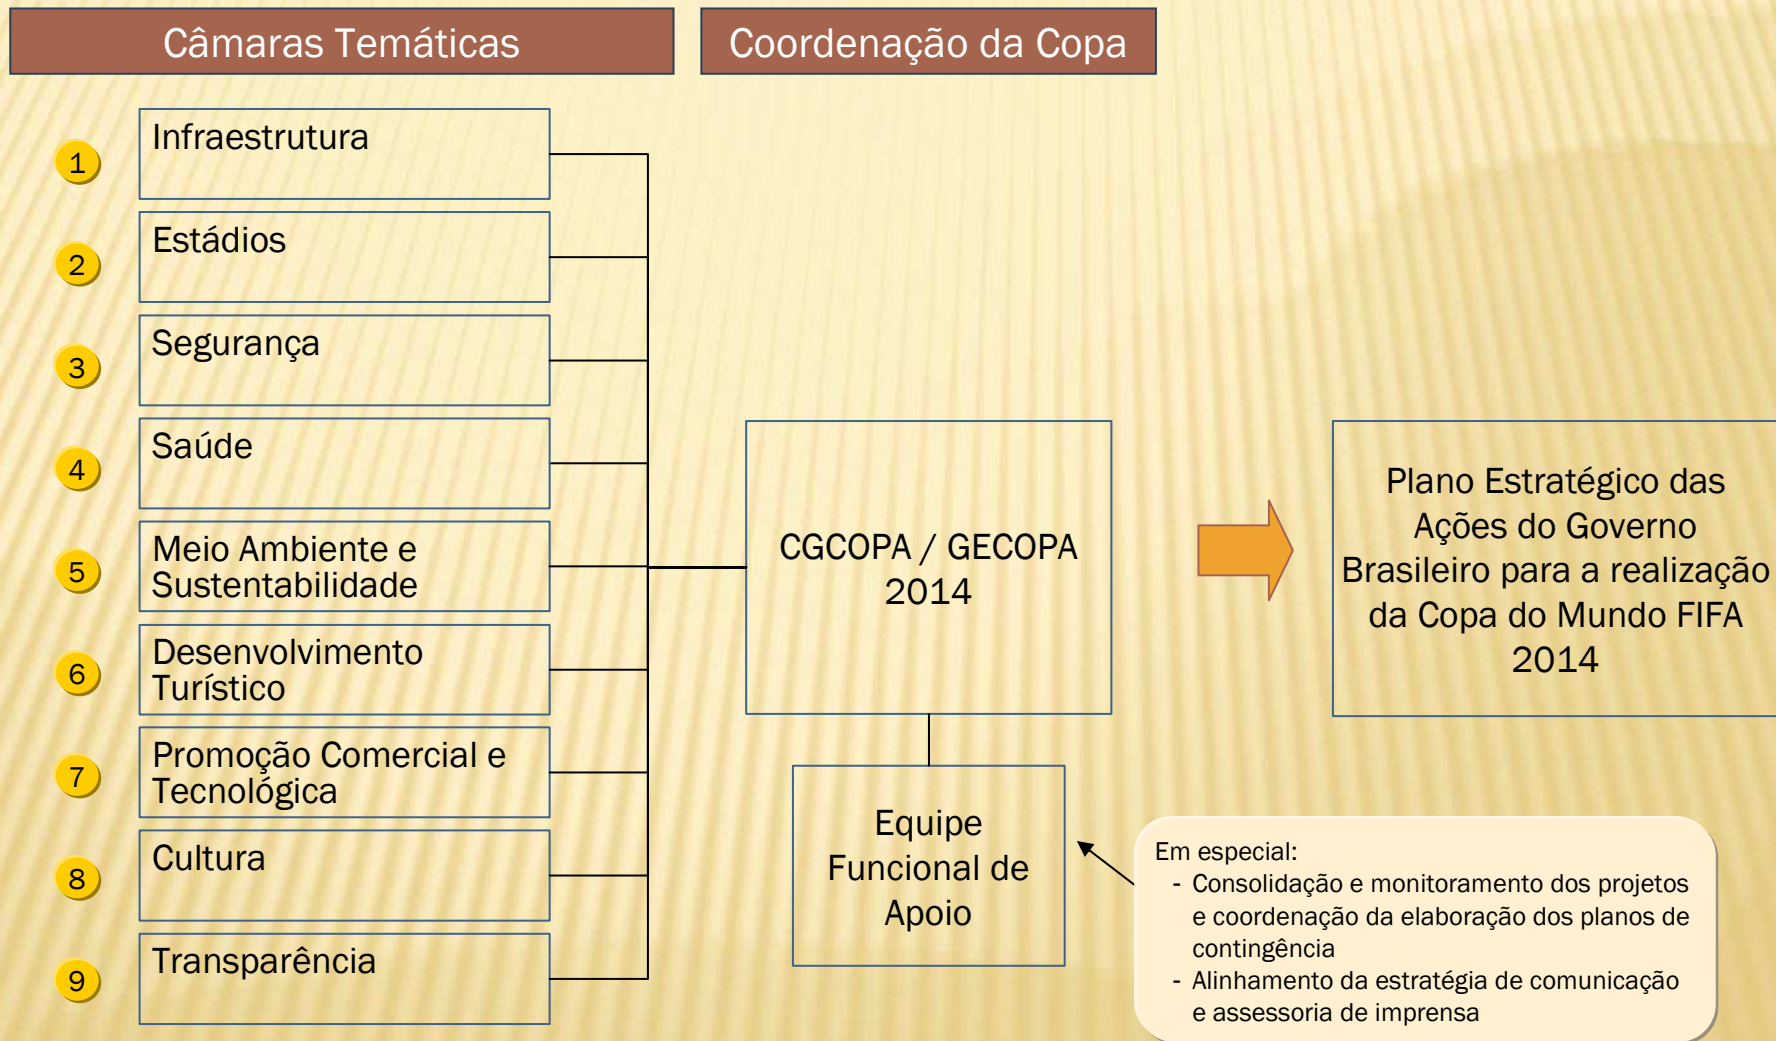 Câmaras Temáticas
Coordenação da Copa
1
Infraestrutura
2
Estádios
3
Segurança
4
Saúde
5
Meio Ambiente e
Sustentabilidade
6
Desenvolvimento
Turístico
7
Promoção Comercial e
Tecnológica
8
Cultura
9
Transparência
CGCOPA / GECOPA
2014
Equipe
Funcional de
Apoio
Plano Estratégico das
Ações do Governo
Brasileiro para a realização
da Copa do Mundo FIFA
2014
Em especial:
- Consolidação e monitoramento dos projetos
e coordenação da elaboração dos planos de
contingência
- Alinhamento da estratégia de comunicação
e assessoria de imprensa